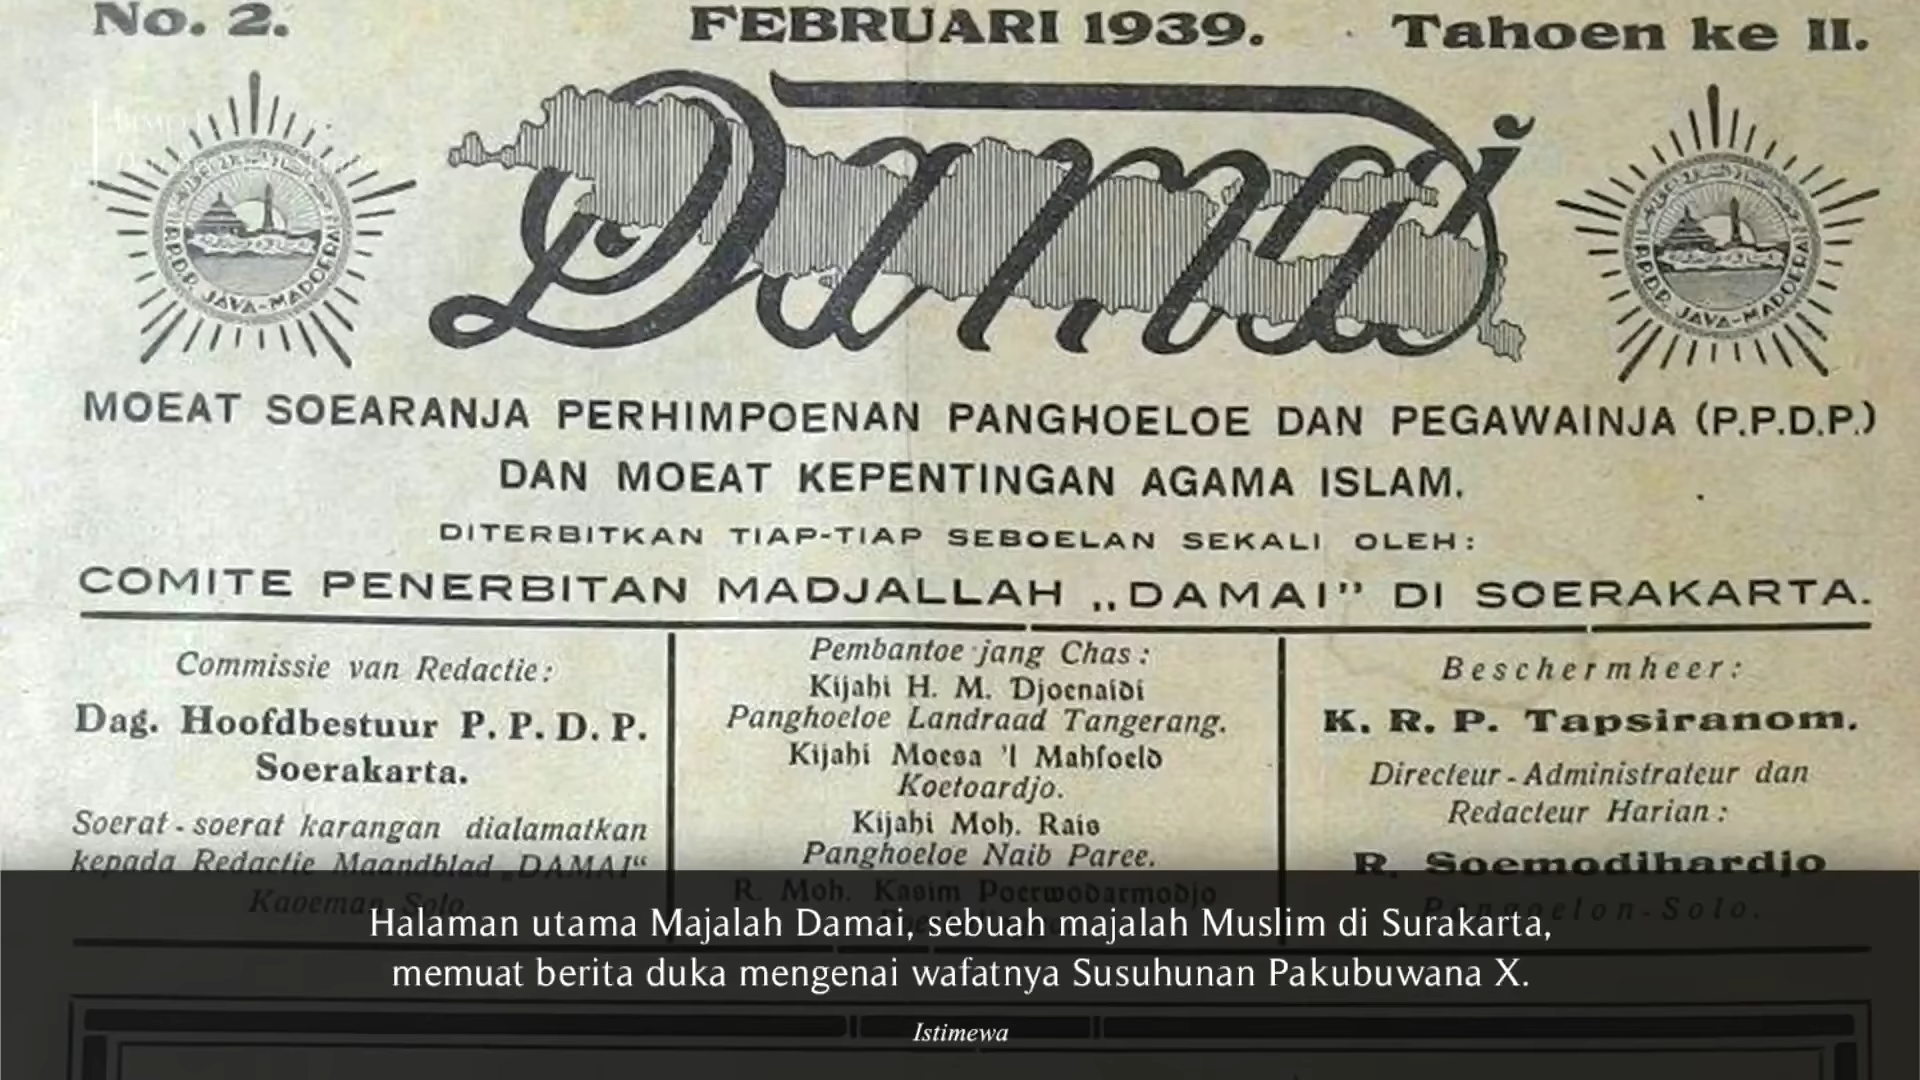 No. 2.
FEBRUARI 1939.
Tahoen ke II.
Damai
P.P.D.P. JAVA-MADOERA
P.P.D.P. JAVA-MADOERA
MOEAT SOEARANJA PERHIMPOENAN PANGHOELOE DAN PEGAWAINJA (P.P.D.P.)
DAN MOEAT KEPENTINGAN AGAMA ISLAM.
DITERBITKAN TIAP-TIAP SEBOELAN SEKALI OLEH:
COMITE PENERBITAN MADJALLAH „DAMAI” DI SOERAKARTA.
Commissie van Redactie:
Dag. Hoofdbestuur P. P. D. P.
Soerakarta.
Soerat-soerat karangan dialamatkan
kepada Redactie Maandblad „DAMAI“
Kaoeman Solo.
Pembantoe jang Chas:
Kijahi H. M. Djoenaidi
Panghoeloe Landraad Tangerang.
Kijahi Moesa 'l Mahfoeld
Koetoardjo.
Kijahi Moh. Rais
Panghoeloe Naib Paree.
R. Moh. Kasim Poerwodarmodjo
Beschermheer:
K. R. P. Tapsiranom.
Directeur-Administrateur dan
Redacteur Harian:
R. Soemodihardjo
Pengoelon-Solo.
Halaman utama Majalah Damai, sebuah majalah Muslim di Surakarta,
memuat berita duka mengenai wafatnya Susuhunan Pakubuwana X.
Istimewa